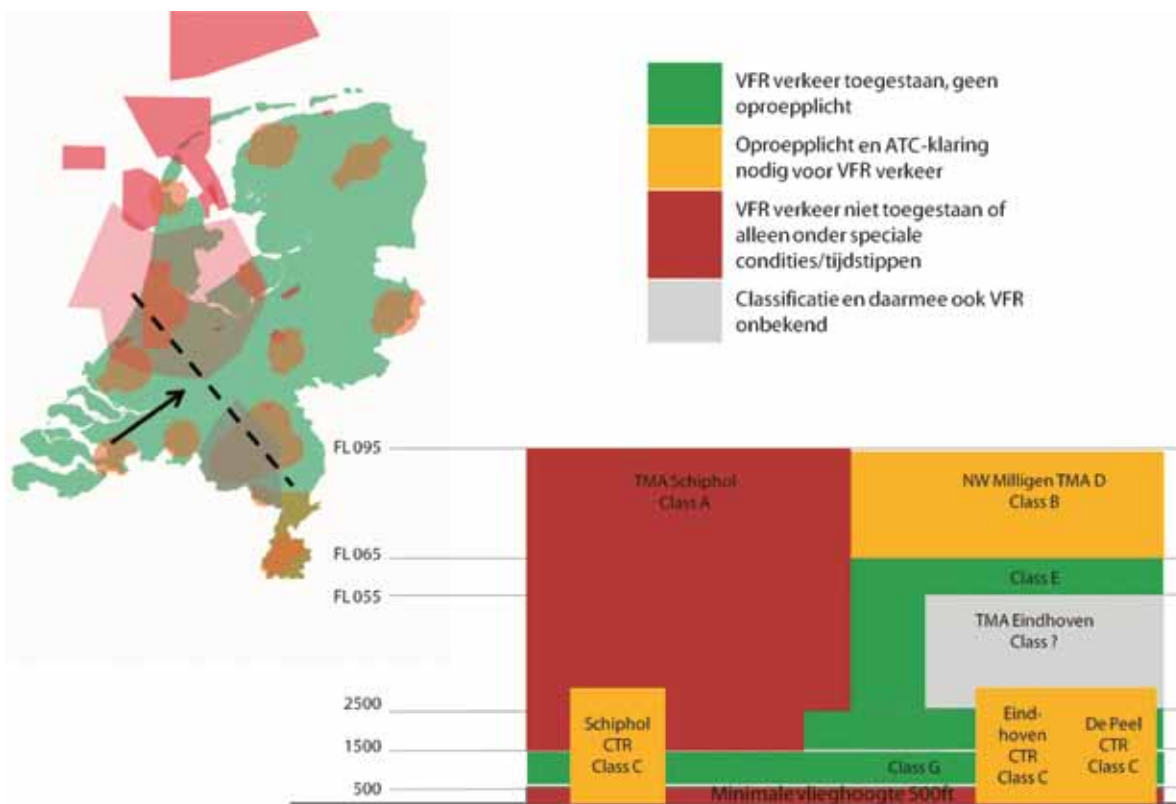 VFR verkeer toegestaan, geen
oproepplicht
Oproepplicht en ATC-klaring
nodig voor VFR verkeer
VFR verkeer niet toegestaan of
alleen onder speciale
condities/tijdstippen
Classificatie en daarmee ook VFR
onbekend
FL 095
TMA Schiphol
Class A
NW Milligen TMA D
Class B
FL 065
Class E
FL 055
TMA Eindhoven
Class ?
2500
Schiphol
CTR
Class C
Eind-
hoven
CTR
Class C
De Peel
CTR
Class C
1500
Class G
500
Minimale vlieghoogte 500ft